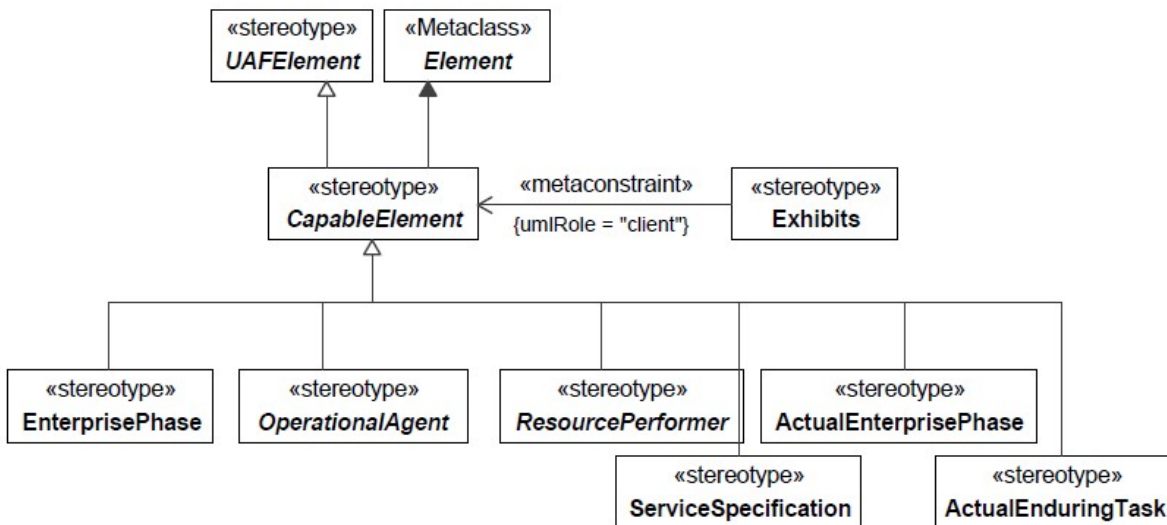 «stereotype»
UAFElement
«Metaclass»
Element
«stereotype»
CapableElement
«metaconstraint»
{umlRole = "client"}
«stereotype»
Exhibits
«stereotype»
EnterprisePhase
«stereotype»
OperationalAgent
«stereotype»
ResourcePerformer
«stereotype»
ActualEnterprisePhase
«stereotype»
ServiceSpecification
«stereotype»
ActualEnduringTask